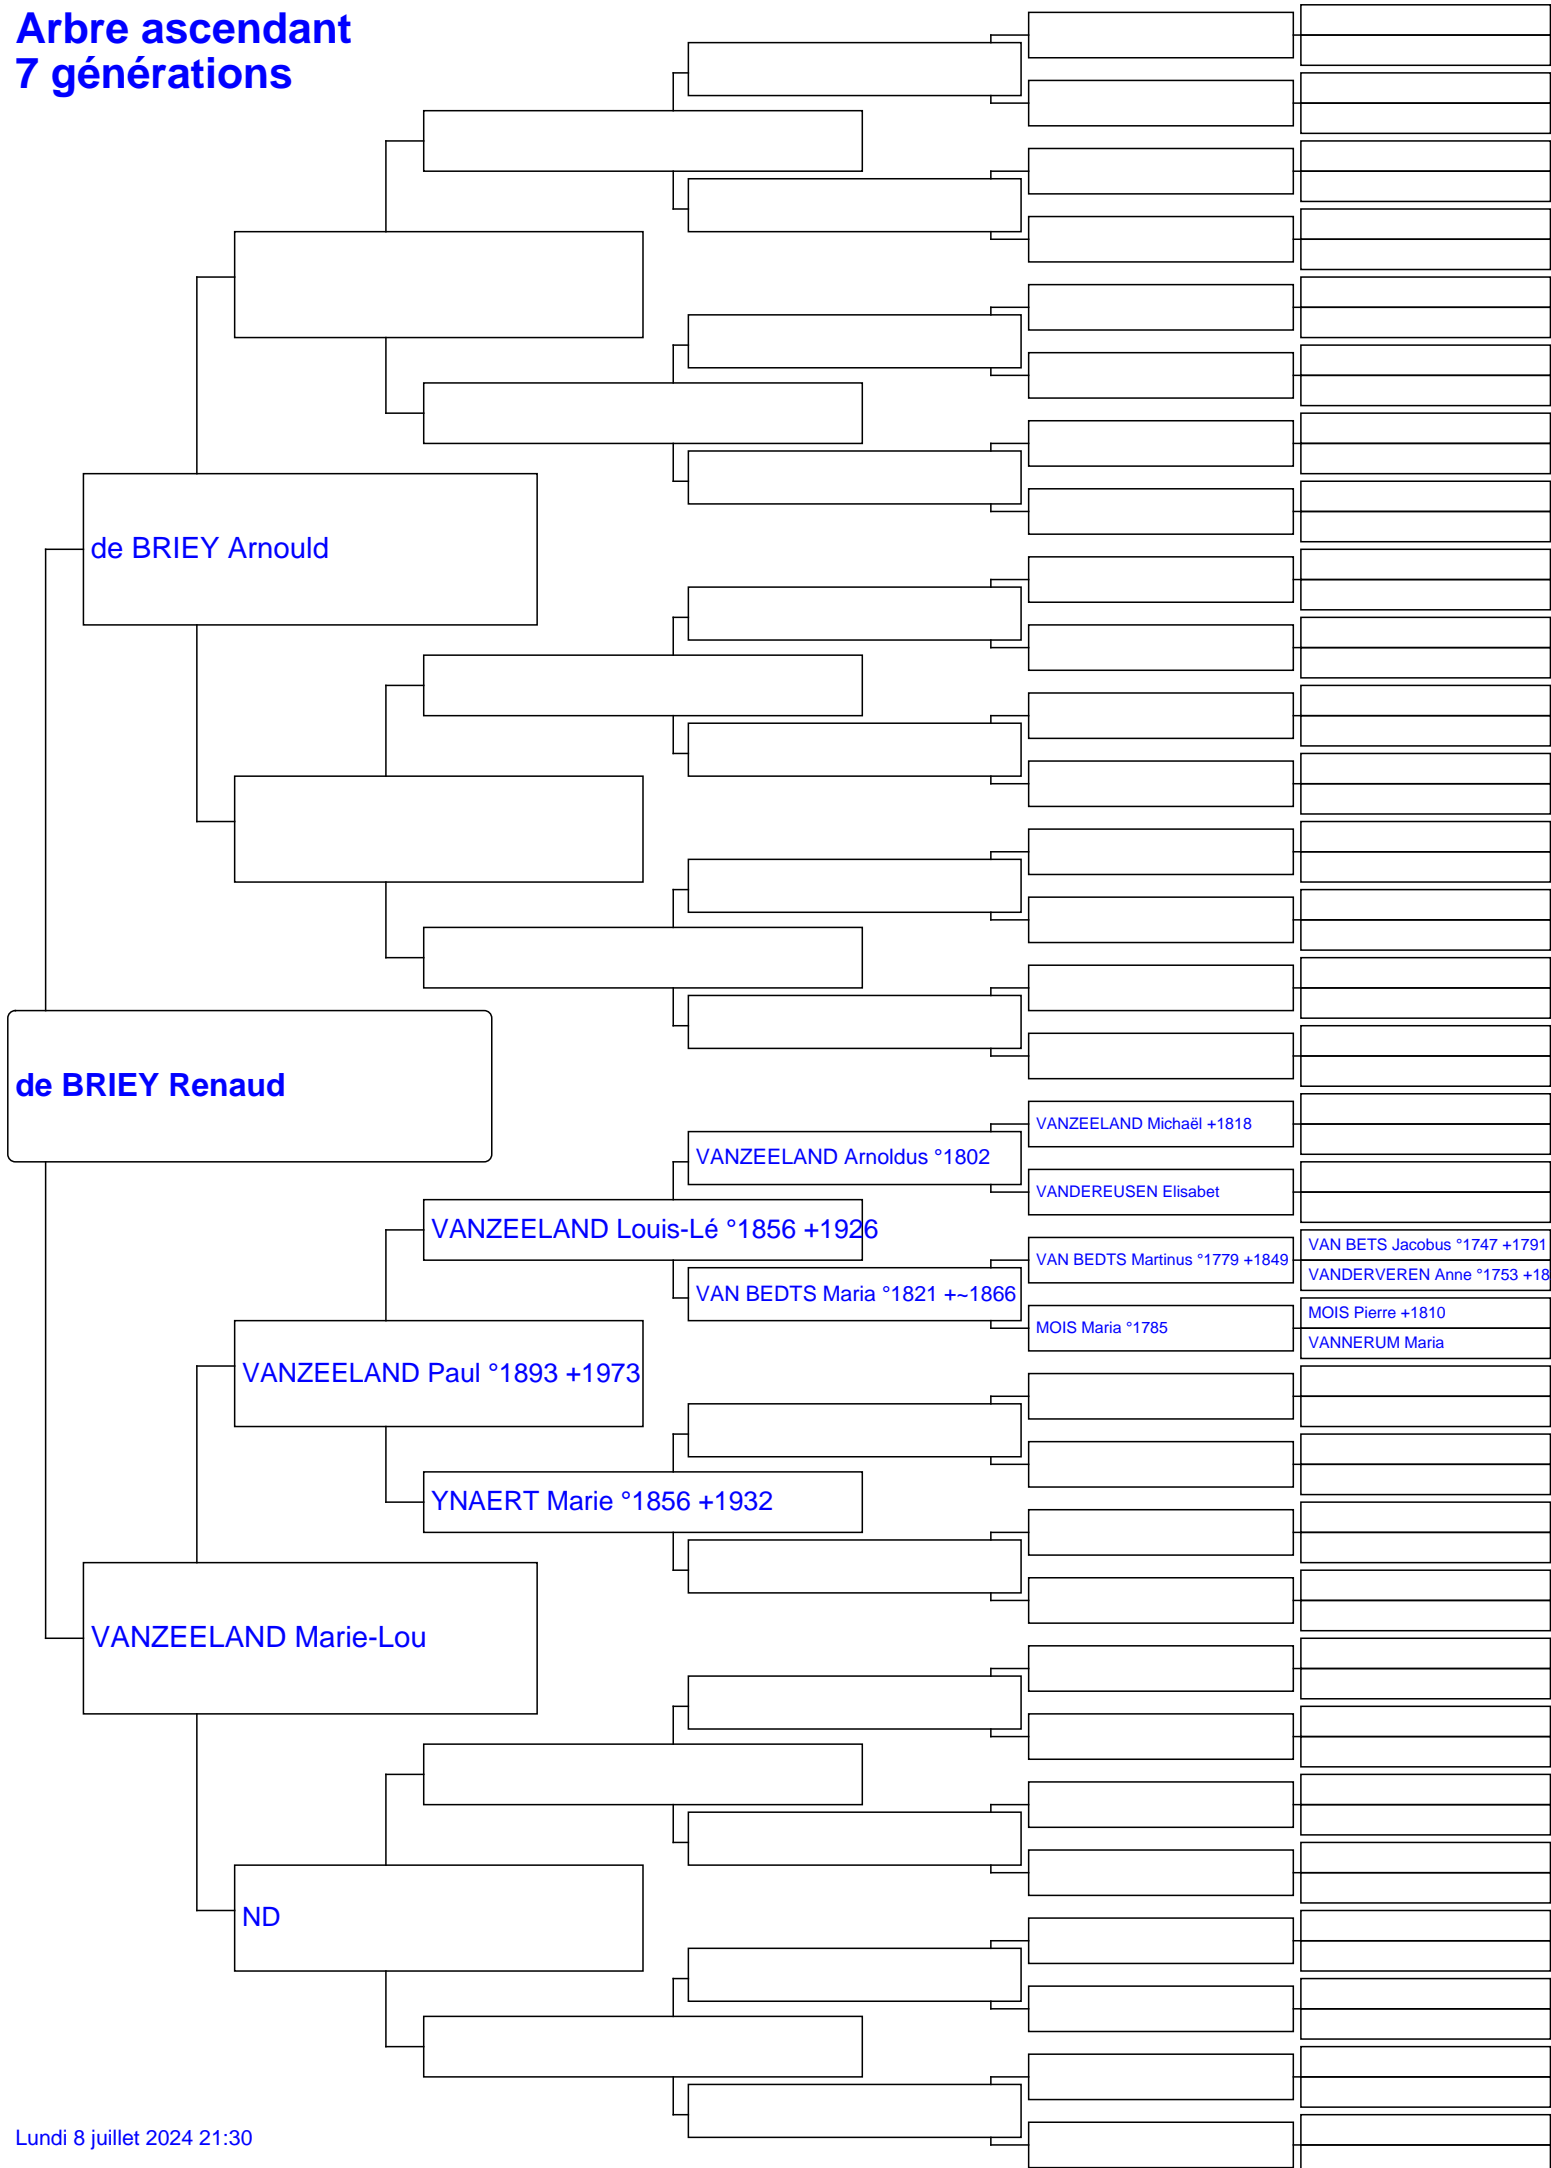 Arbre ascendant
7 générations
de BRIEY Arnould
de BRIEY Renaud
VANZEELAND Michaël +1818
VANZEELAND Arnoldus °1802
VANDEREUSEN Elisabet
VANZEELAND Louis-Lé °1856 +1926
VAN BETS Jacobus °1747 +1791
VAN BEDTS Martinus °1779 +1849
VANDERVEREN Anne °1753 +18
VAN BEDTS Maria °1821 +~1866
MOIS Pierre +1810
MOIS Maria °1785
VANNERUM Maria
VANZEELAND Paul °1893 +1973
YNAERT Marie °1856 +1932
VANZEELAND Marie-Lou
ND
Lundi 8 juillet 2024 21:30